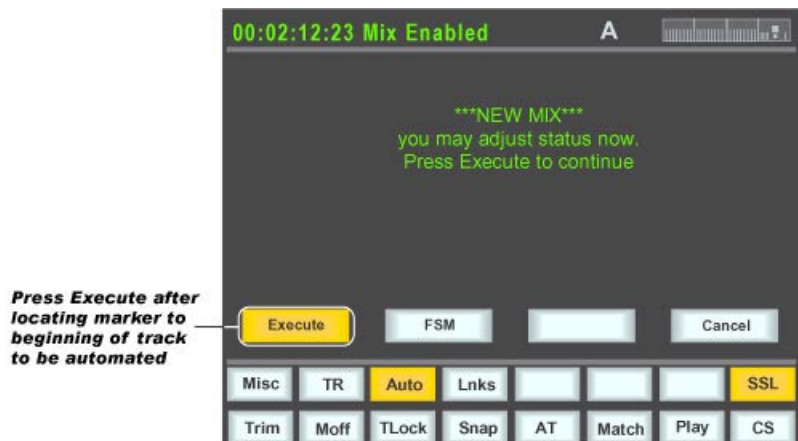 00:02:12:23 Mix Enabled A
***NEW MIX***
you may adjust status now.
Press Execute to continue
Press Execute after
locating marker to
beginning of track
to be automated
Execute FSM Cancel
Misc TR Auto Lnks SSL
Trim Moff TLock Snap AT Match Play CS